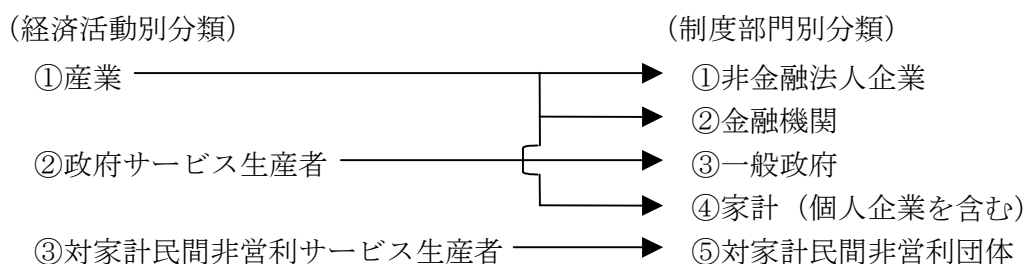 （経済活動別分類） （制度部門別分類）
①産業 ①非金融法人企業
②金融機関
②政府サービス生産者 ③一般政府
④家計（個人企業を含む）
③対家計民間非営利サービス生産者 ⑤対家計民間非営利団体